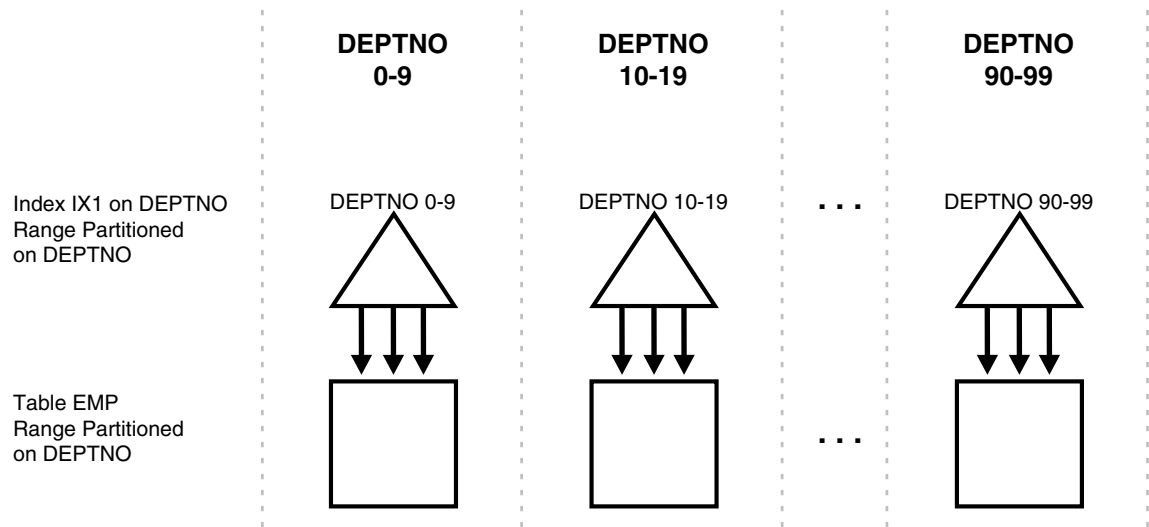 DEPTNO
0-9
DEPTNO
10-19
DEPTNO
90-99
Index IX1 on DEPTNO
Range Partitioned
on DEPTNO
DEPTNO 0-9
DEPTNO 10-19
. . .
DEPTNO 90-99
Table EMP
Range Partitioned
on DEPTNO
. . .